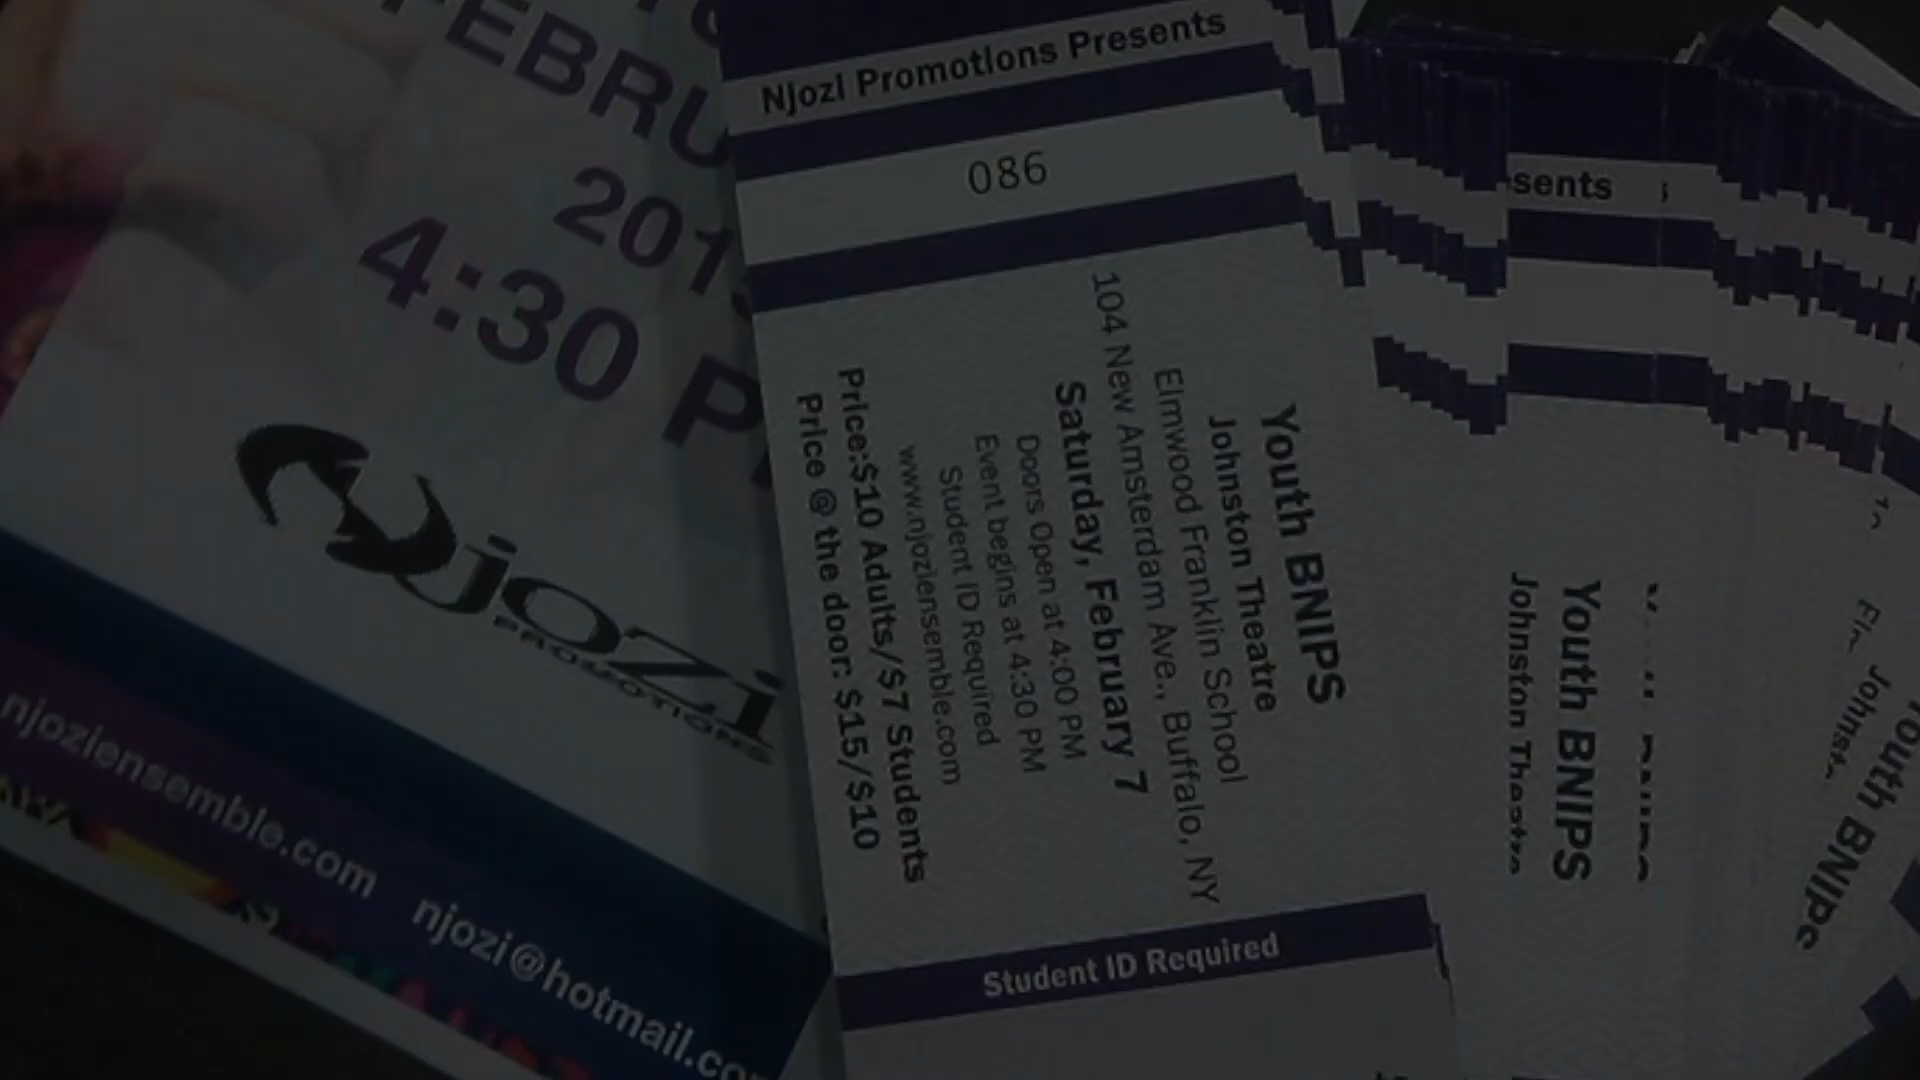 FEBRU
201
4:30 P
Njozi
PROMOTIONS
njoziensemble.com
njozi@hotmail.co
Njozi Promotions Presents
086
Youth BNIPS
Johnston Theatre
Elmwood Franklin School
104 New Amsterdam Ave., Buffalo, NY
Saturday, February 7
Doors Open at 4:00 PM
Event begins at 4:30 PM
Student ID Required
www.njoziensemble.com
Price:$10 Adults/$7 Students
Price @ the door: $15/$10
Student ID Required
sents
Youth BNIPS
Johnston Theatre
Youth BNIPS
Johnst